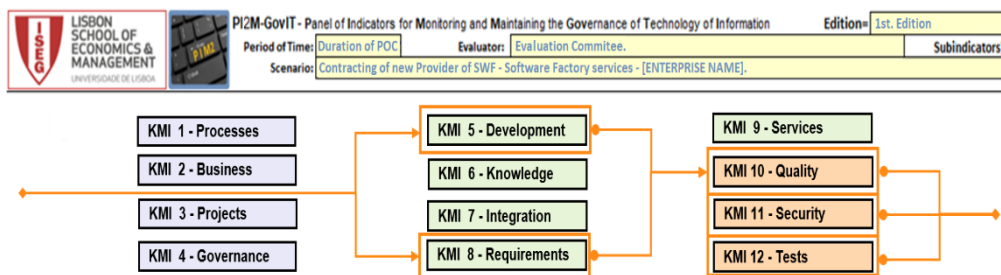 ISEG
LISBON
SCHOOL OF
ECONOMICS &
MANAGEMENT
UNIVERSIDADE DE LISBOA
PI2M
PI2M-GovIT - Panel of Indicators for Monitoring and Maintaining the Governance of Technology of Information Edition= 1st. Edition
Period of Time: Duration of POC Evaluator: Evaluation Commitee. Subindicators
Scenario: Contracting of new Provider of SWF - Software Factory services - [ENTERPRISE NAME].
KMI 1 - Processes
KMI 2 - Business
KMI 3 - Projects
KMI 4 - Governance
KMI 5 - Development
KMI 6 - Knowledge
KMI 7 - Integration
KMI 8 - Requirements
KMI 9 - Services
KMI 10 - Quality
KMI 11 - Security
KMI 12 - Tests